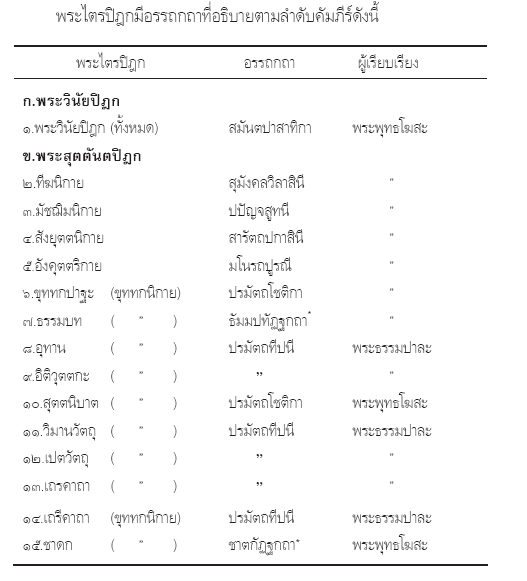 พระไตรปิฎกมีอรรถกถาที่อธิบายตามลำดับคัมภีร์ดังนี้
พระไตรปิฎก อรรถกถา ผู้เรียบเรียง
ก.พระวินัยปิฎก
๑.พระวินัยปิฎก (ทั้งหมด) สมันตปาสาทิกา พระพุทธโฆสะ
ข.พระสุตตันตปิฎก
๒.ทีฆนิกาย สุมังคลวิลาสินี "
๓.มัชฌิมนิกาย ปปัญจสูทนี "
๔.สังยุตตนิกาย สารัตถปกาสินี "
๕.อังคุตตริกาย มโนรถปูรณี "
๖.ขุททกปาฐะ (ขุททกนิกาย) ปรมัตถโชติกา "
๗.ธรรมบท ( " ) ธัมมปทัฏฐกถา* "
๘.อุทาน ( " ) ปรมัตถทีปนี พระธรรมปาละ
๙.อิติวุตตกะ ( " ) " "
๑๐.สุตตนิบาต ( " ) ปรมัตถโชติกา พระพุทธโฆสะ
๑๑.วิมานวัตถุ ( " ) ปรมัตถทีปนี พระธรรมปาละ
๑๒.เปตวัตถุ ( " ) " "
๑๓.เถรคาถา ( " ) " "
๑๔.เถรีคาถา (ขุททกนิกาย) ปรมัตถทีปนี พระธรรมปาละ
๑๕.ชาดก ( " ) ชาตกัฏฐกถา* พระพุทธโฆสะ